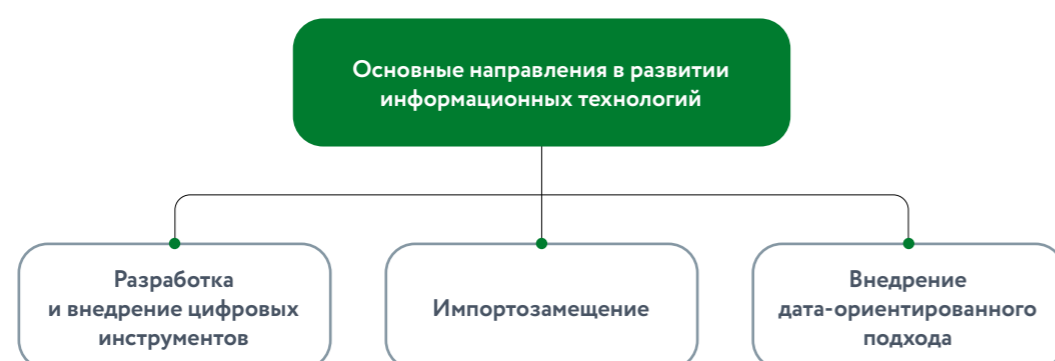 Основные направления в развитии
информационных технологий
Разработка
и внедрение цифровых
инструментов
Импортозамещение
Внедрение
дата-ориентированного
подхода